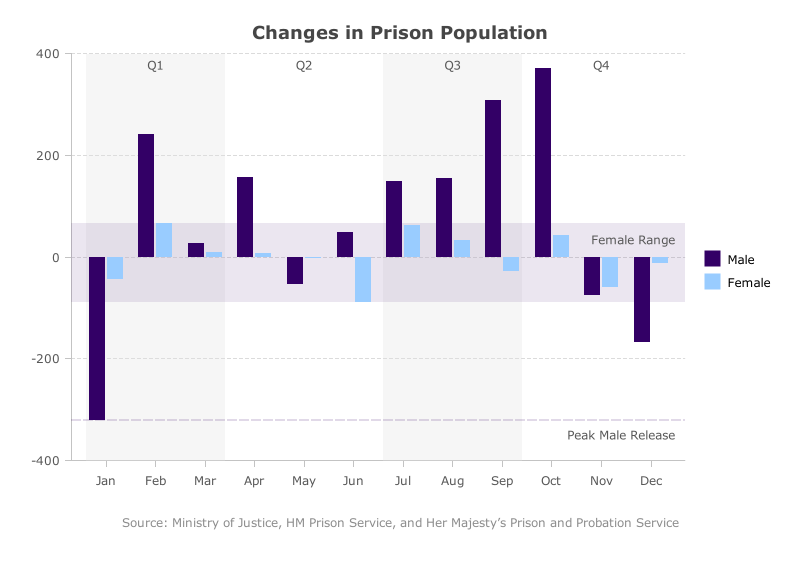 Changes in Prison Population
400
Q1 Q2 Q3 Q4
200
Female Range
0
Male
Female
-200
Peak Male Release
-400
Jan Feb Mar Apr May Jun Jul Aug Sep Oct Nov Dec
Source: Ministry of Justice, HM Prison Service, and Her Majesty’s Prison and Probation Service